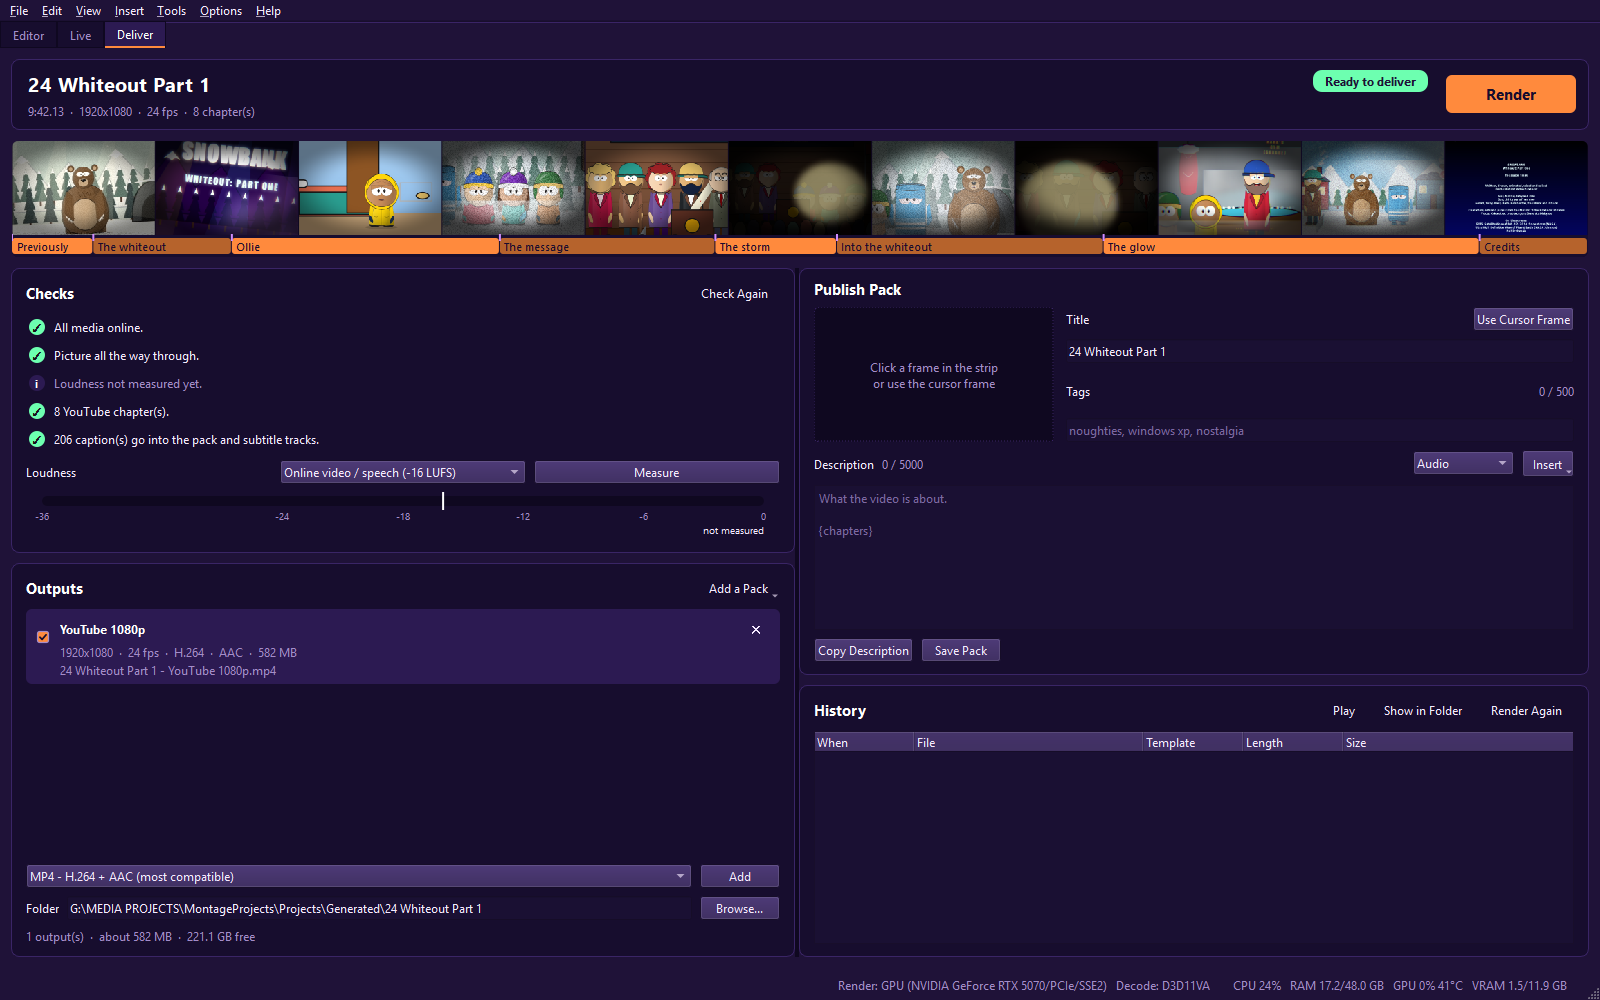 File Edit View Insert Tools Options Help
Editor Live Deliver
24 Whiteout Part 1
9:42.13 · 1920x1080 · 24 fps · 8 chapter(s)
Ready to deliver
Render
SNOWBANK
WHITEOUT: PART ONE
Previously The whiteout Ollie The message The storm Into the whiteout The glow Credits
Checks
Check Again
All media online.
Picture all the way through.
Loudness not measured yet.
8 YouTube chapter(s).
206 caption(s) go into the pack and subtitle tracks.
Loudness
Online video / speech (-16 LUFS)
Measure
-36 -24 -18 -12 -6 0
not measured
Outputs
Add a Pack
YouTube 1080p
1920x1080 · 24 fps · H.264 · AAC · 582 MB
24 Whiteout Part 1 - YouTube 1080p.mp4
MP4 - H.264 + AAC (most compatible)
Add
Folder G:\MEDIA PROJECTS\MontageProjects\Projects\Generated\24 Whiteout Part 1
Browse...
1 output(s) · about 582 MB · 221.1 GB free
Publish Pack
Click a frame in the strip
or use the cursor frame
Title
Use Cursor Frame
24 Whiteout Part 1
Tags
0 / 500
noughties, windows xp, nostalgia
Description 0 / 5000
Audio
Insert
What the video is about.
{chapters}
Copy Description
Save Pack
History
Play Show in Folder Render Again
When File Template Length Size
Render: GPU (NVIDIA GeForce RTX 5070/PCIe/SSE2) Decode: D3D11VA CPU 24% RAM 17.2/48.0 GB GPU 0% 41°C VRAM 1.5/11.9 GB